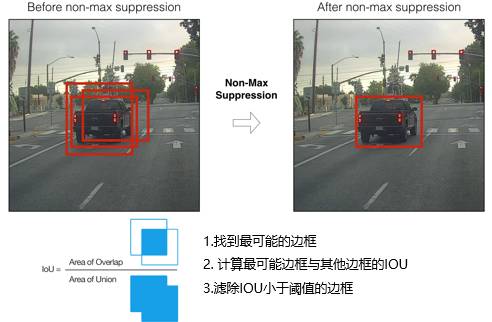 Before non-max suppression
After non-max suppression
Non-Max
Suppression
IoU =
Area of Overlap
Area of Union
1.找到最可能的边框
2. 计算最可能边框与其他边框的IOU
3.滤除IOU小于阈值的边框